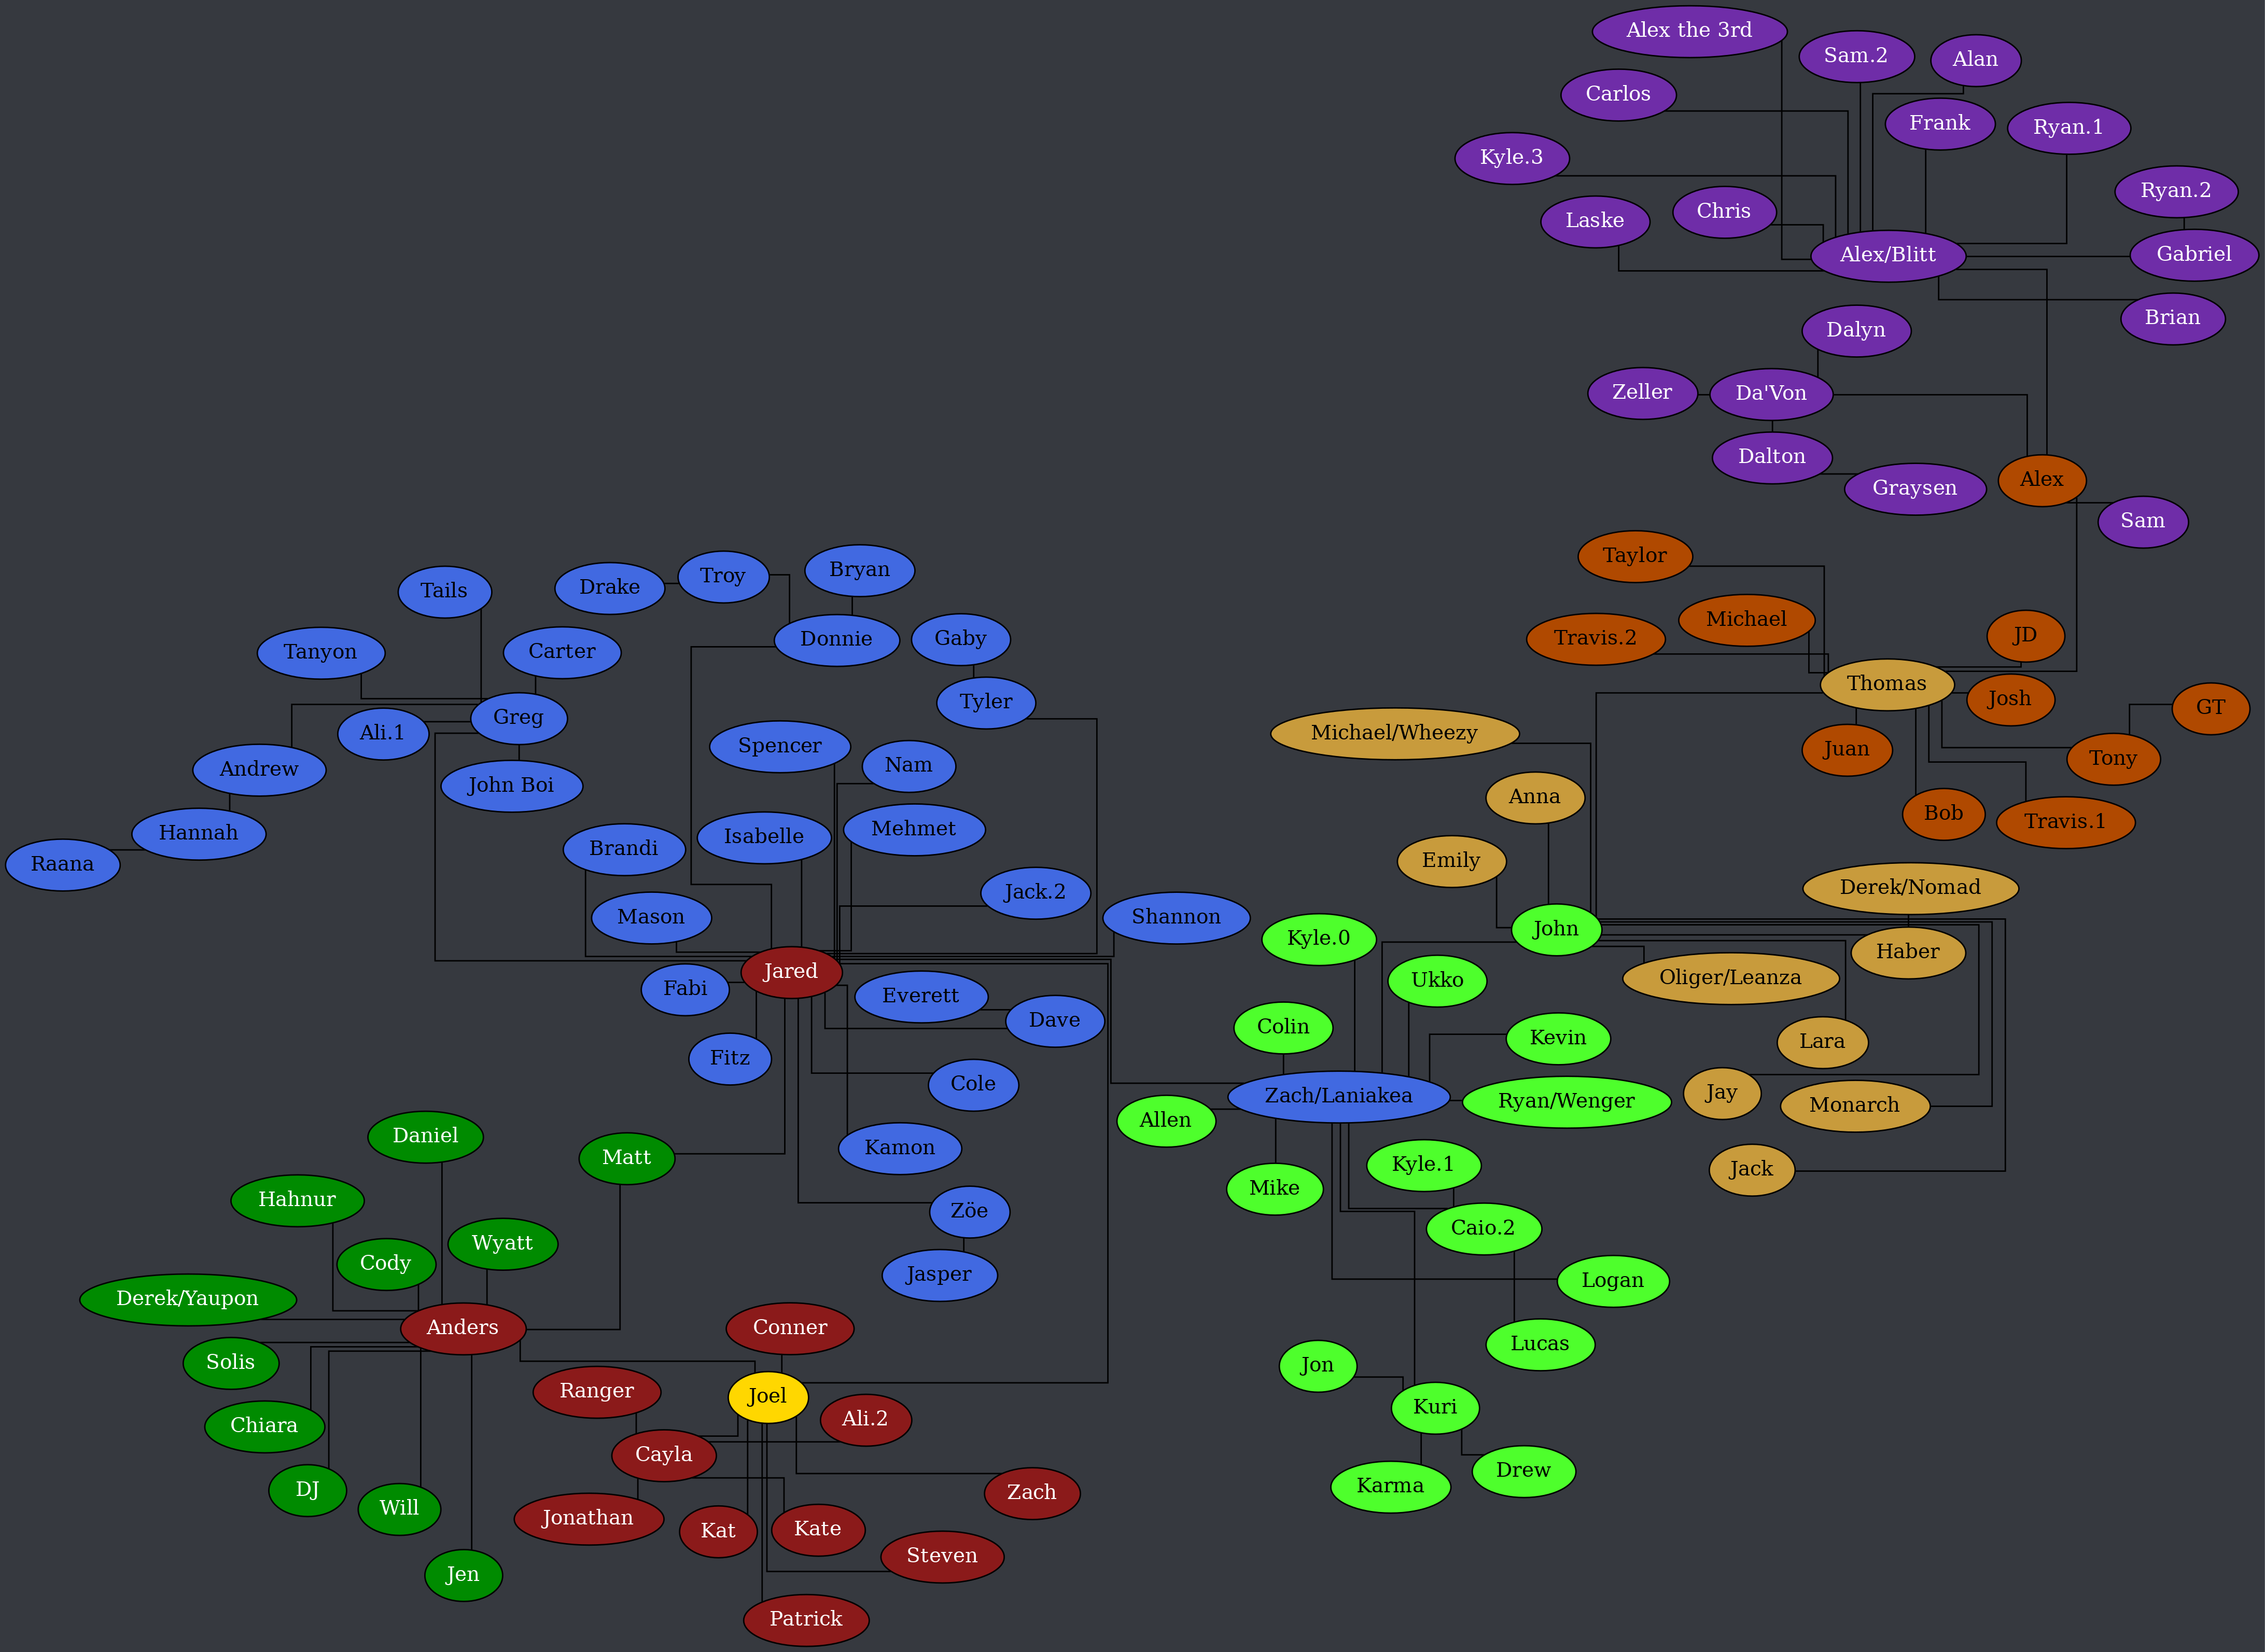 Alex the 3rd
Sam.2
Alan
Carlos
Frank
Ryan.1
Kyle.3
Ryan.2
Chris
Laske
Alex/Blitt
Gabriel
Brian
Dalyn
Zeller
Da'Von
Dalton
Graysen
Alex
Sam
Taylor
Bryan
Troy
Drake
Tails
Michael
JD
Travis.2
Donnie
Gaby
Carter
Tanyon
Thomas
Josh
GT
Tyler
Greg
Ali.1
Michael/Wheezy
Spencer
Juan
Tony
Nam
Andrew
John Boi
Anna
Bob
Travis.1
Mehmet
Hannah
Isabelle
Brandi
Raana
Emily
Derek/Nomad
Jack.2
Mason
Shannon
John
Kyle.0
Haber
Jared
Ukko
Oliger/Leanza
Fabi
Everett
Dave
Colin
Kevin
Lara
Fitz
Cole
Zach/Laniakea
Ryan/Wenger
Jay
Monarch
Allen
Daniel
Matt
Kamon
Kyle.1
Jack
Mike
Hahnur
Zöe
Caio.2
Wyatt
Cody
Jasper
Logan
Derek/Yaupon
Anders
Conner
Lucas
Solis
Jon
Ranger
Joel
Kuri
Ali.2
Chiara
Cayla
Drew
DJ
Karma
Zach
Will
Jonathan
Kat
Kate
Steven
Jen
Patrick